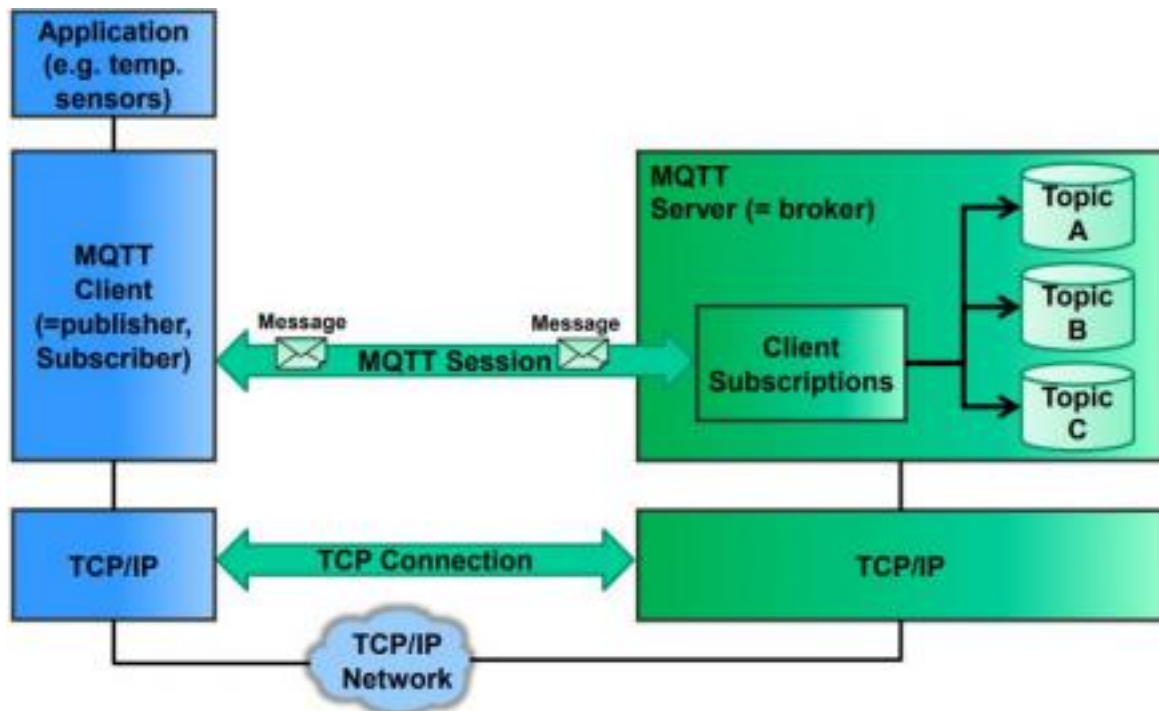 Application
(e.g. temp.
sensors)
MQTT
Client
(=publisher,
Subscriber)
Message
Message
MQTT Session
MQTT
Server (= broker)
Client
Subscriptions
Topic
A
Topic
B
Topic
C
TCP/IP
TCP Connection
TCP/IP
TCP/IP
Network